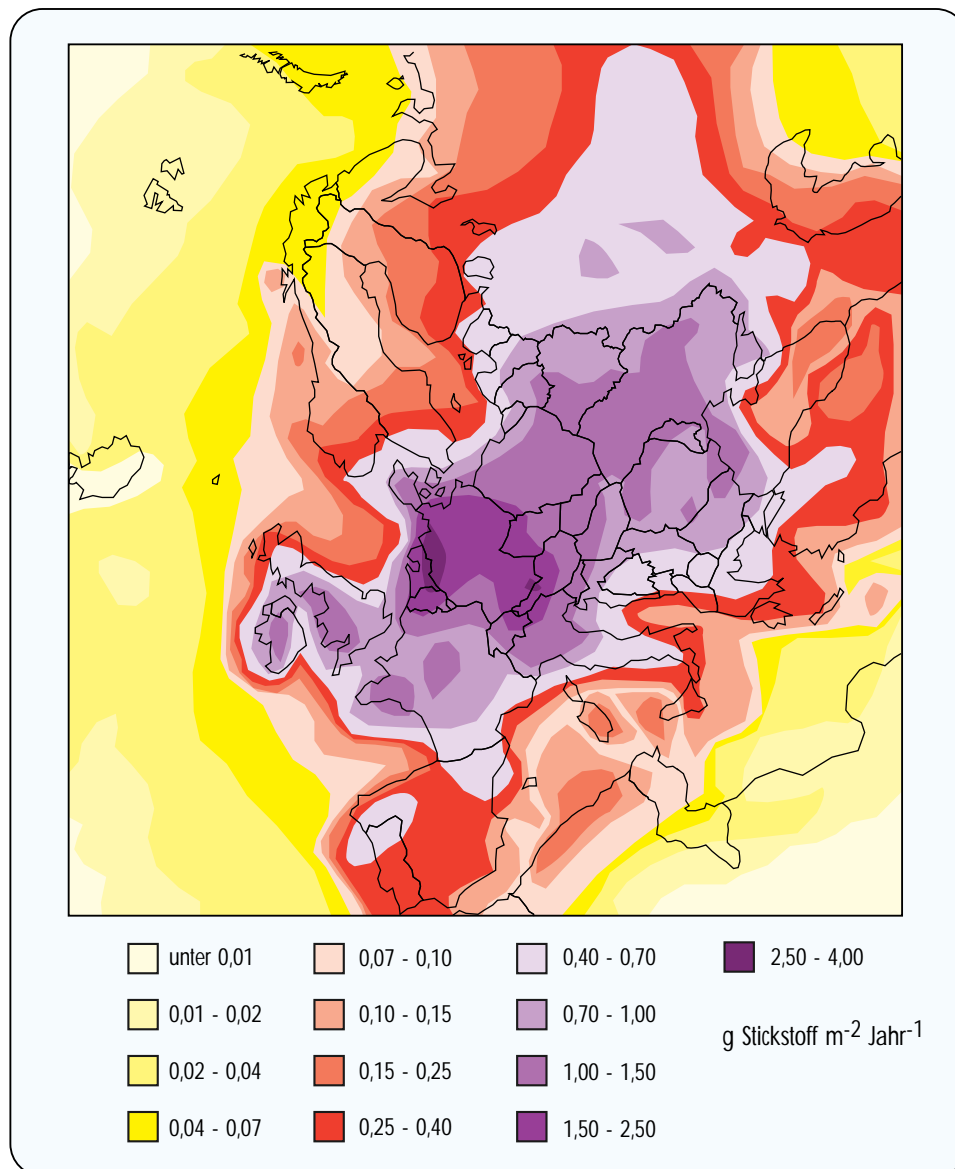 unter 0,01
0,01 - 0,02
0,02 - 0,04
0,04 - 0,07
0,07 - 0,10
0,10 - 0,15
0,15 - 0,25
0,25 - 0,40
0,40 - 0,70
0,70 - 1,00
1,00 - 1,50
1,50 - 2,50
2,50 - 4,00
g Stickstoff m⁻² Jahr⁻¹